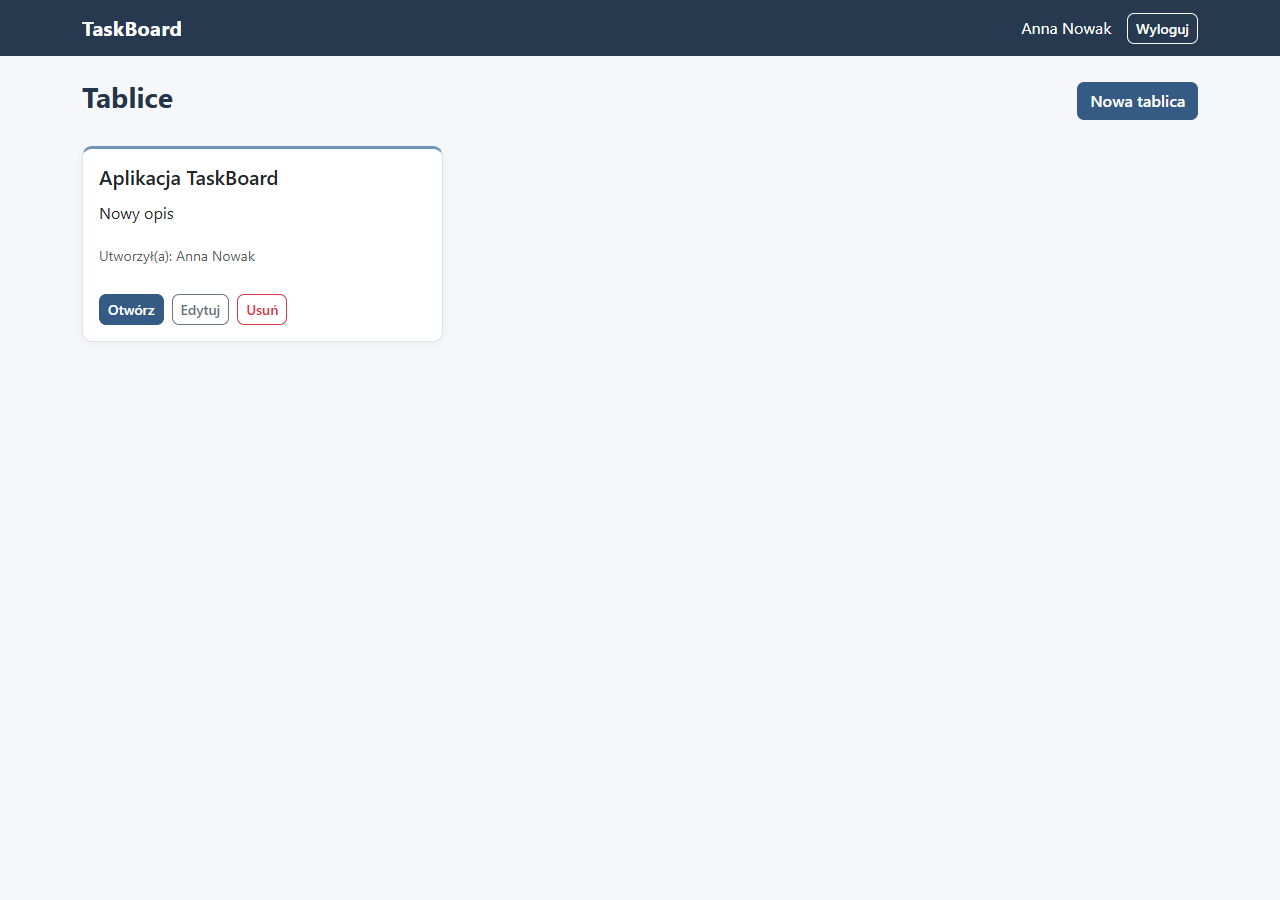 TaskBoard
Anna Nowak
Wyloguj
Tablice
Nowa tablica
Aplikacja TaskBoard
Nowy opis
Utworzył(a): Anna Nowak
Otwórz
Edytuj
Usuń